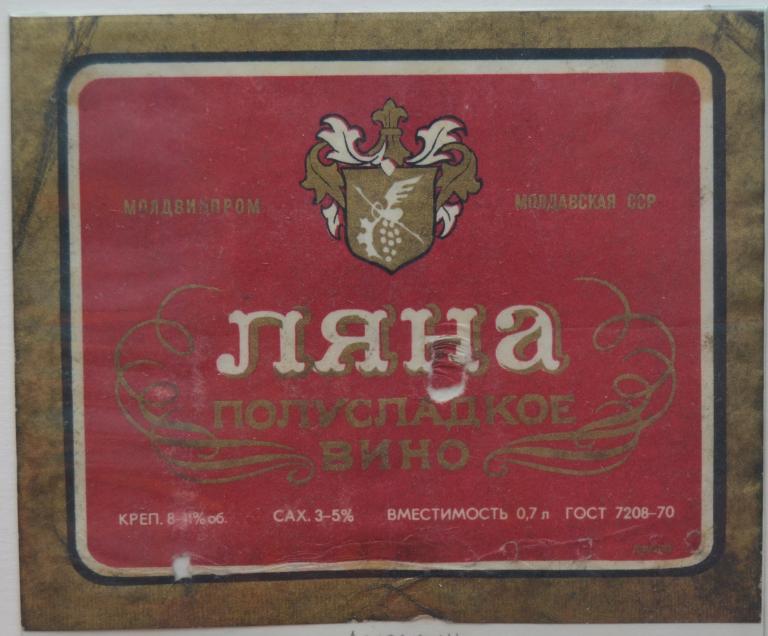 МОЛДВИНПРОМ
МОЛДАВСКАЯ ССР
ЛЯНА
ПОЛУСЛАДКОЕ
ВИНО
КРЕП. 8-11% об. САХ. 3-5% ВМЕСТИМОСТЬ 0,7 л ГОСТ 7208-70